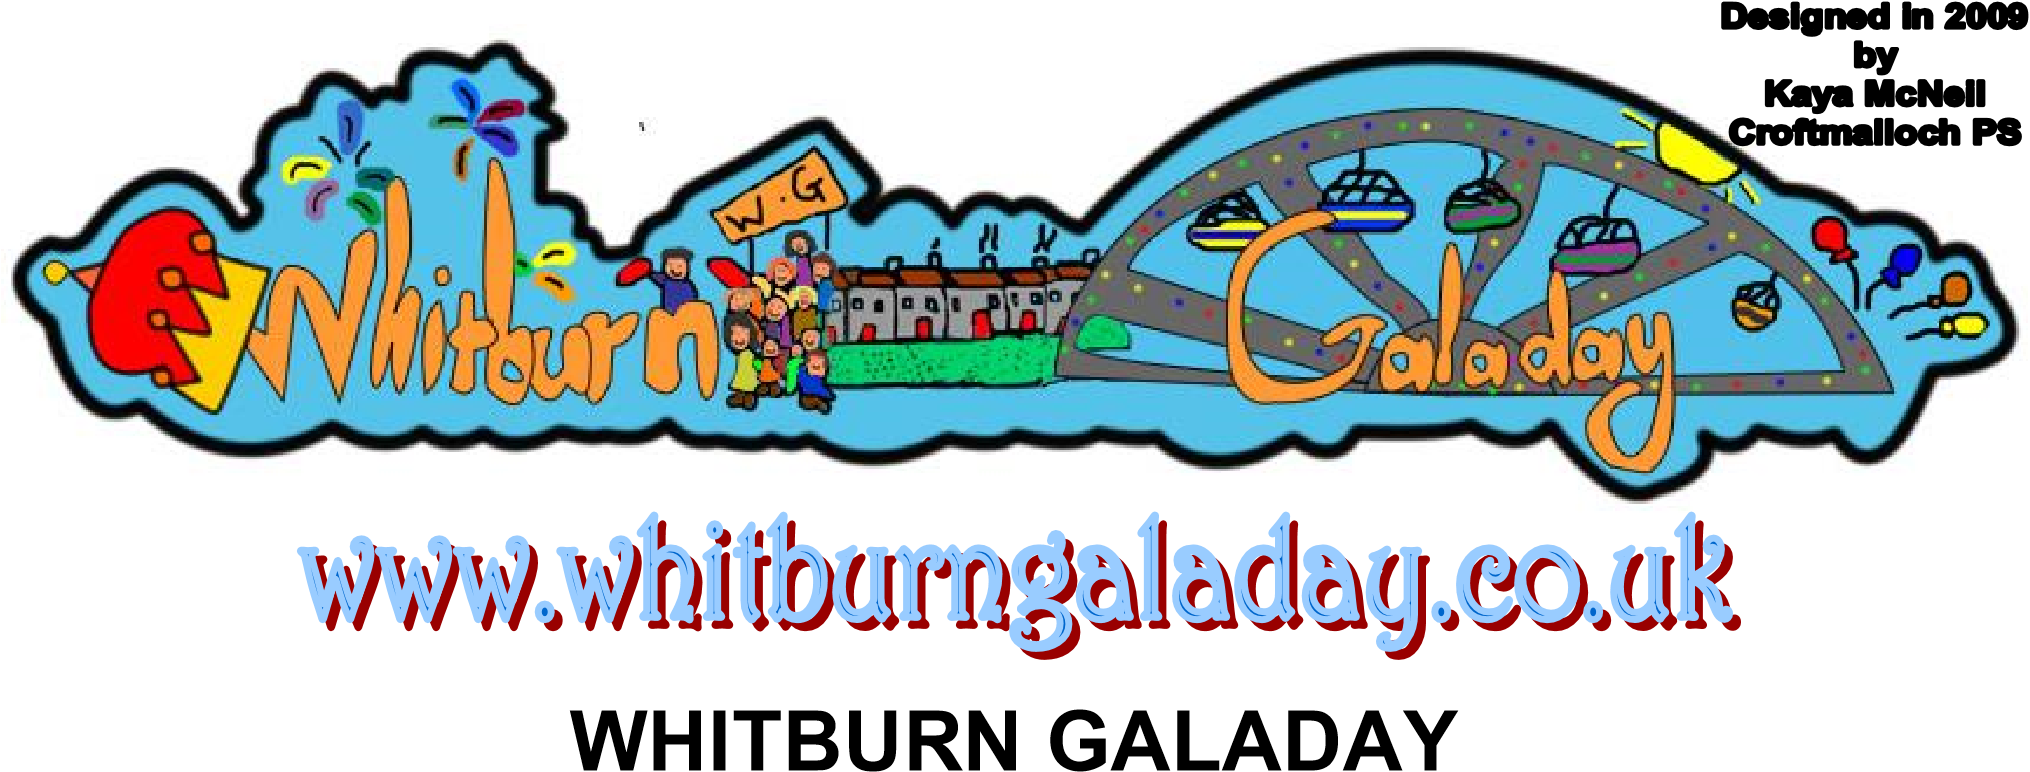 Designed in 2009
by
Kaya McNeil
Croftmalloch PS
W.G
Whitburn Galaday
www.whitburngaladay.co.uk
WHITBURN GALADAY